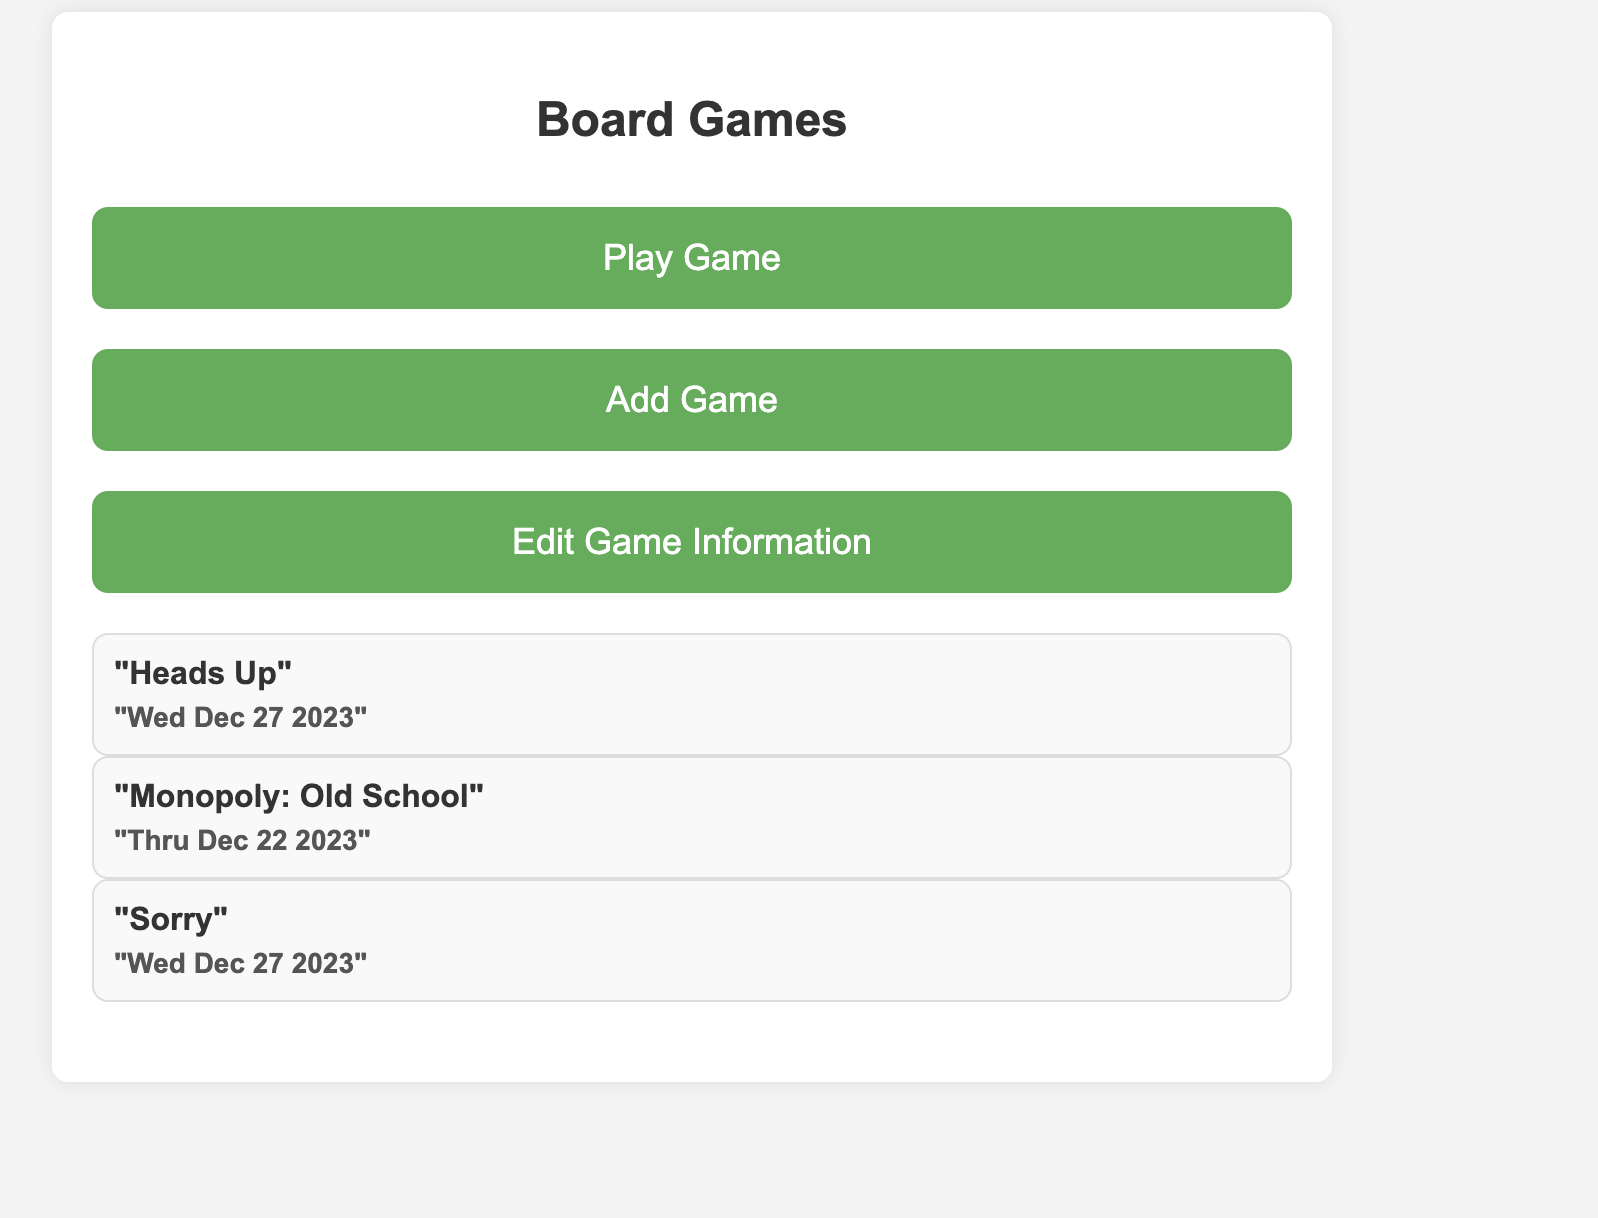 Board Games
Play Game
Add Game
Edit Game Information
"Heads Up"
"Wed Dec 27 2023"
"Monopoly: Old School"
"Thru Dec 22 2023"
"Sorry"
"Wed Dec 27 2023"